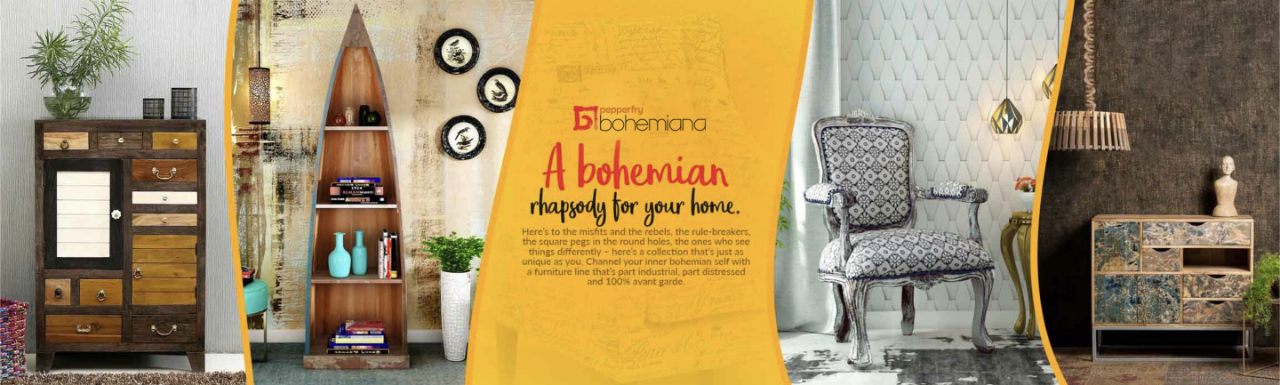 pepperfry
bohemiana
A bohemian
rhapsody for your home.
Here's to the misfits and the rebels, the rule-breakers,
the square pegs in the round holes, the ones who see
things differently – here's a collection that's just as
unique as you. Channel your inner bohemian self with
a furniture line that's part industrial, part distressed
and 100% avant garde.